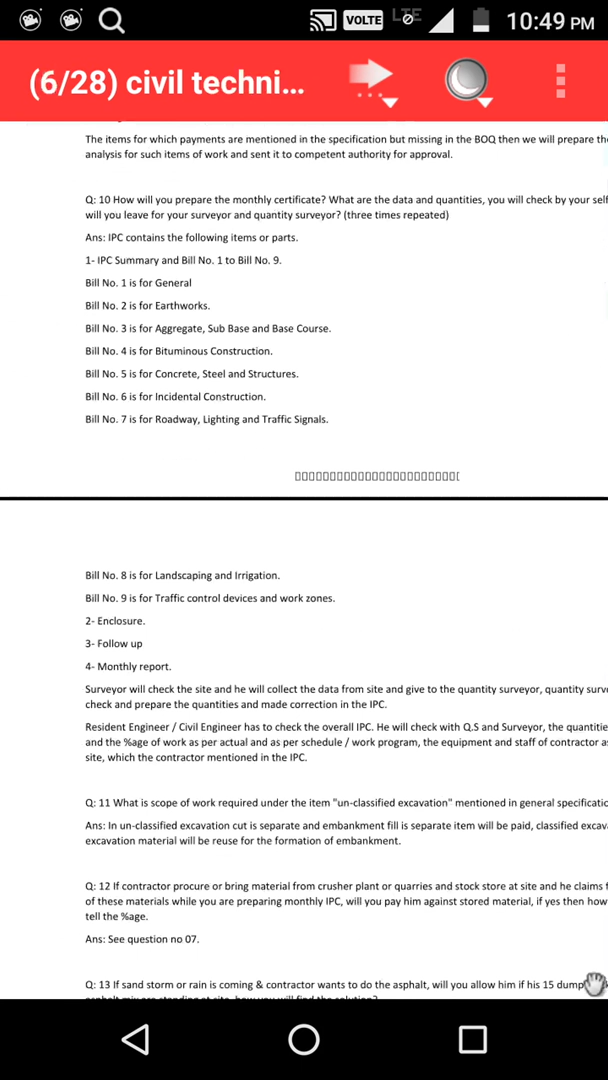 VOLTE LTE 10:49 PM
(6/28) civil techni...
The items for which payments are mentioned in the specification but missing in the BOQ then we will prepare the
analysis for such items of work and sent it to competent authority for approval.
Q: 10 How will you prepare the monthly certificate? What are the data and quantities, you will check by your self
will you leave for your surveyor and quantity surveyor? (three times repeated)
Ans: IPC contains the following items or parts.
1- IPC Summary and Bill No. 1 to Bill No. 9.
Bill No. 1 is for General
Bill No. 2 is for Earthworks.
Bill No. 3 is for Aggregate, Sub Base and Base Course.
Bill No. 4 is for Bituminous Construction.
Bill No. 5 is for Concrete, Steel and Structures.
Bill No. 6 is for Incidental Construction.
Bill No. 7 is for Roadway, Lighting and Traffic Signals.
Bill No. 8 is for Landscaping and Irrigation.
Bill No. 9 is for Traffic control devices and work zones.
2- Enclosure.
3- Follow up
4- Monthly report.
Surveyor will check the site and he will collect the data from site and give to the quantity surveyor, quantity surv
check and prepare the quantities and made correction in the IPC.
Resident Engineer / Civil Engineer has to check the overall IPC. He will check with Q.S and Surveyor, the quantitie
and the %age of work as per actual and as per schedule / work program, the equipment and staff of contractor a
site, which the contractor mentioned in the IPC.
Q: 11 What is scope of work required under the item "un-classified excavation" mentioned in general specificatio
Ans: In un-classified excavation cut is separate and embankment fill is separate item will be paid, classified excav
excavation material will be reuse for the formation of embankment.
Q: 12 If contractor procure or bring material from crusher plant or quarries and stock store at site and he claims f
of these materials while you are preparing monthly IPC, will you pay him against stored material, if yes then how
tell the %age.
Ans: See question no 07.
Q: 13 If sand storm or rain is coming & contractor wants to do the asphalt, will you allow him if his 15 dump